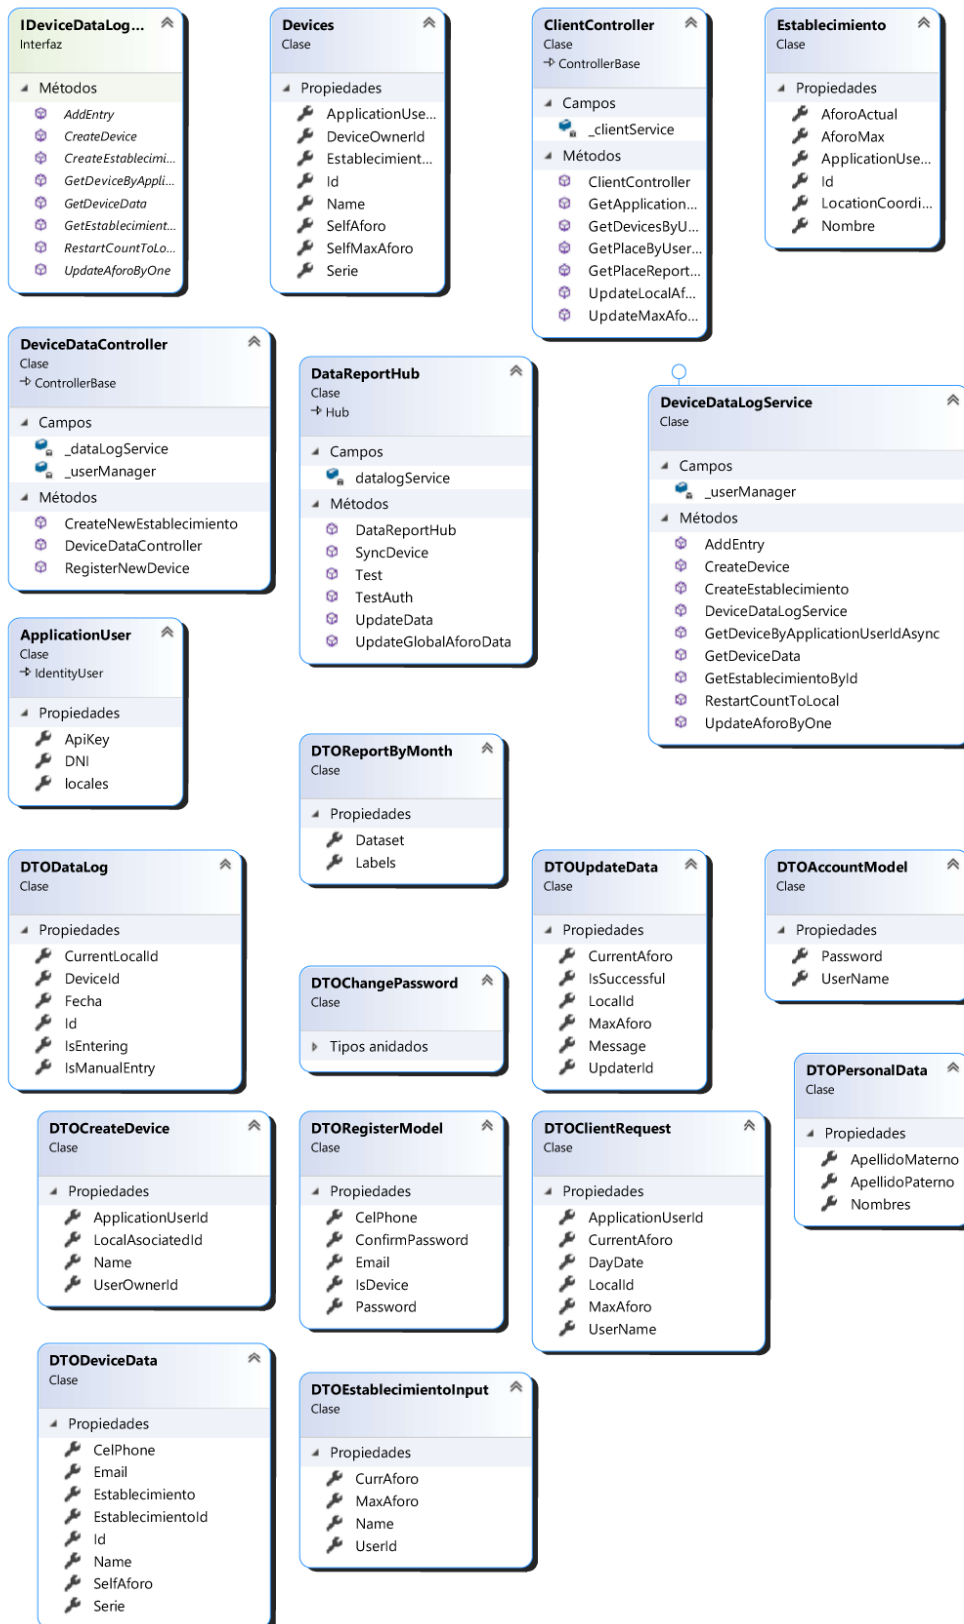 IDeviceDataLog...
Interfaz
Métodos
AddEntry
CreateDevice
CreateEstablecimi...
GetDeviceByAppli...
GetDeviceData
GetEstablecimient...
RestartCountToLo...
UpdateAforoByOne
Devices
Clase
Propiedades
ApplicationUse...
DeviceOwnerId
Establecimient...
Id
Name
SelfAforo
SelfMaxAforo
Serie
ClientController
Clase
ControllerBase
Campos
_clientService
Métodos
ClientController
GetApplication...
GetDevicesByU...
GetPlaceByUser...
GetPlaceReport...
UpdateLocalAf...
UpdateMaxAfo...
Establecimiento
Clase
Propiedades
AforoActual
AforoMax
ApplicationUse...
Id
LocationCoordi...
Nombre
DeviceDataController
Clase
ControllerBase
Campos
_dataLogService
_userManager
Métodos
CreateNewEstablecimiento
DeviceDataController
RegisterNewDevice
DataReportHub
Clase
Hub
Campos
datalogService
Métodos
DataReportHub
SyncDevice
Test
TestAuth
UpdateData
UpdateGlobalAforoData
DeviceDataLogService
Clase
Campos
_userManager
Métodos
AddEntry
CreateDevice
CreateEstablecimiento
DeviceDataLogService
GetDeviceByApplicationUserIdAsync
GetDeviceData
GetEstablecimientoById
RestartCountToLocal
UpdateAforoByOne
ApplicationUser
Clase
IdentityUser
Propiedades
ApiKey
DNI
locales
DTOReportByMonth
Clase
Propiedades
Dataset
Labels
DTODataLog
Clase
Propiedades
CurrentLocalId
DeviceId
Fecha
Id
IsEntering
IsManualEntry
DTOChangePassword
Clase
Tipos anidados
DTOUpdateData
Clase
Propiedades
CurrentAforo
IsSuccessful
LocalId
MaxAforo
Message
UpdaterId
DTOAccountModel
Clase
Propiedades
Password
UserName
DTOPersonalData
Clase
Propiedades
ApellidoMaterno
ApellidoPaterno
Nombres
DTOCreateDevice
Clase
Propiedades
ApplicationUserId
LocalAsociatedId
Name
UserOwnerId
DTORegisterModel
Clase
Propiedades
CelPhone
ConfirmPassword
Email
IsDevice
Password
DTOClientRequest
Clase
Propiedades
ApplicationUserId
CurrentAforo
DayDate
LocalId
MaxAforo
UserName
DTODeviceData
Clase
Propiedades
CelPhone
Email
Establecimiento
EstablecimientoId
Id
Name
SelfAforo
Serie
DTOEstablecimientoInput
Clase
Propiedades
CurrAforo
MaxAforo
Name
UserId